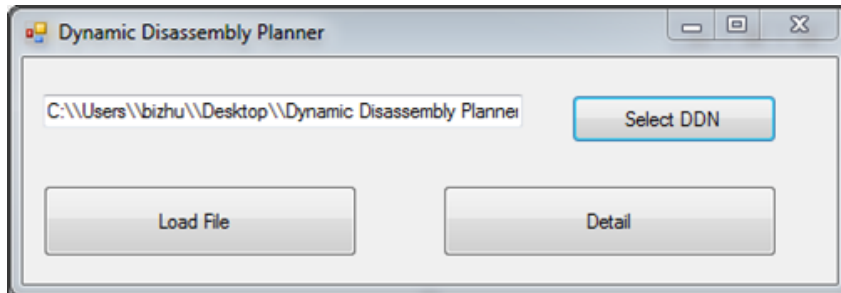 Dynamic Disassembly Planner
C:\\Users\\bizhu\\Desktop\\Dynamic Disassembly Planner
Select DDN
Load File
Detail